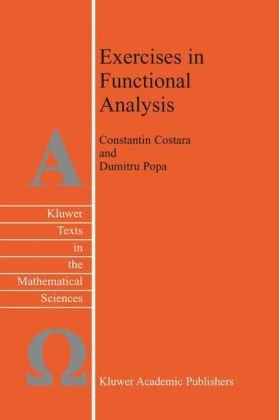 Exercises in
Functional Analysis
Constantin Costara
and
Dumitru Popa
Α
Kluwer
Texts
in
the
Mathematical
Sciences
Ω
Kluwer Academic Publishers